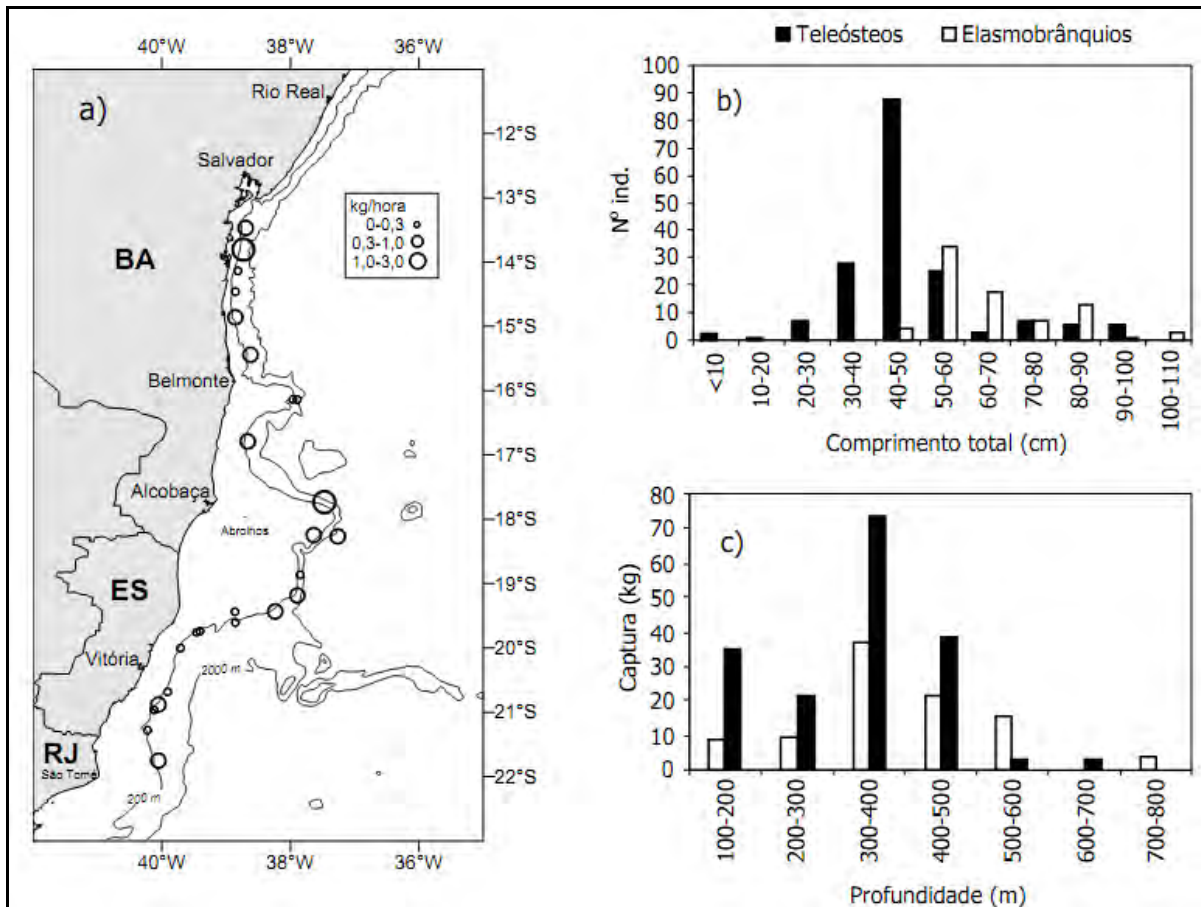 40°W 38°W 36°W
a)
Rio Real
Salvador
kg/hora
0-0,3
0,3-1,0
1,0-3,0
BA
Belmonte
Alcobaça
Abrolhos
ES
Vitória
2000 m
RJ
São Tomé
200 m
-12°S
-13°S
-14°S
-15°S
-16°S
-17°S
-18°S
-19°S
-20°S
-21°S
-22°S
40°W 38°W 36°W
Teleósteos Elasmobrânquios
b)
Nº ind.
100
90
80
70
60
50
40
30
20
10
0
<10 10-20 20-30 30-40 40-50 50-60 60-70 70-80 80-90 90-100 100-110
Comprimento total (cm)
c)
Captura (kg)
80
70
60
50
40
30
20
10
0
100-200 200-300 300-400 400-500 500-600 600-700 700-800
Profundidade (m)